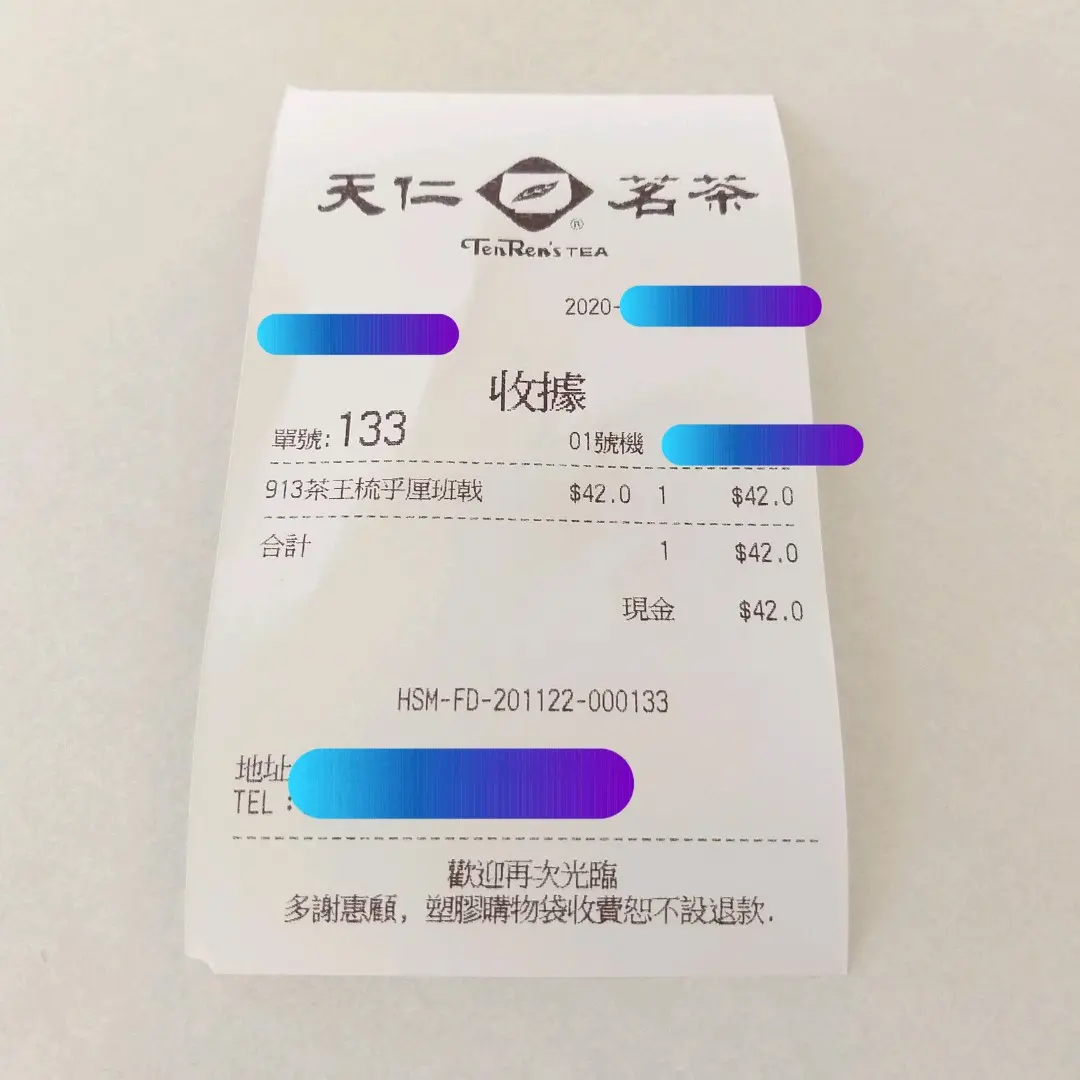 天仁茗茶
®
TenRen's TEA
2020-
收據
單號:133 01號機
913茶王梳乎厘班戟 $42.0 1 $42.0
合計 1 $42.0
現金 $42.0
HSM-FD-201122-000133
地址
TEL :
歡迎再次光臨
多謝惠顧, 塑膠購物袋收費恕不設退款.